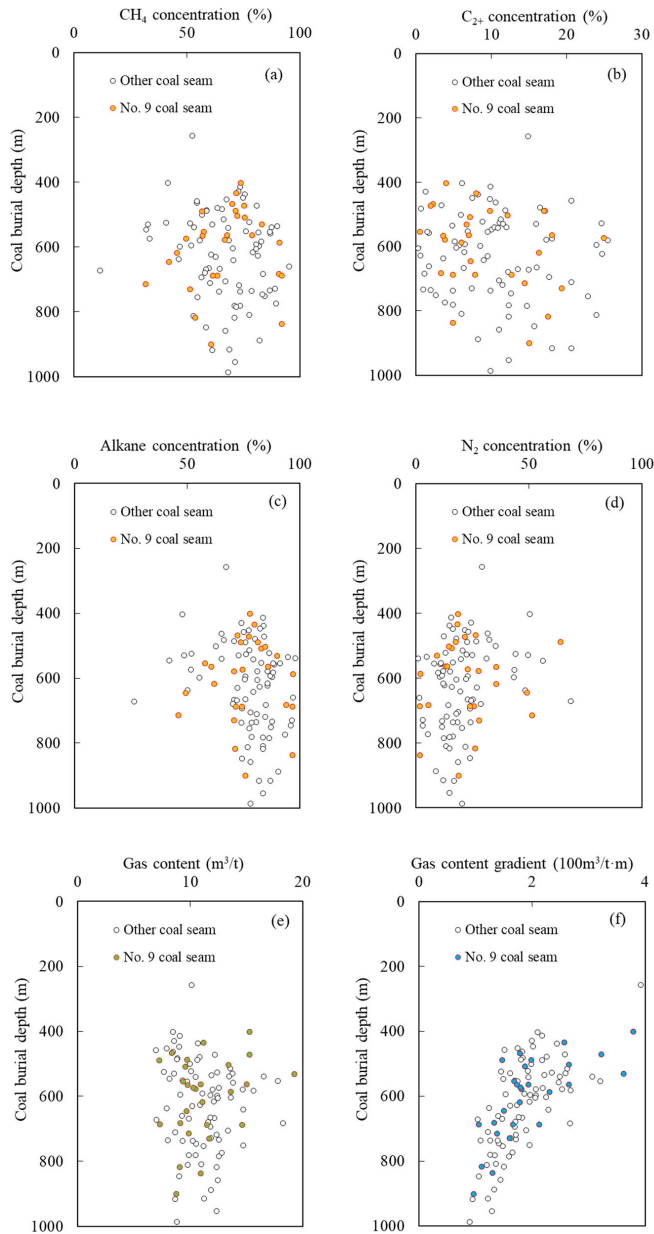 CH₄ concentration (%)
0 50 100
0
200
400
600
800
1000
Coal burial depth (m)
(a)
Other coal seam
No. 9 coal seam
C₂₊ concentration (%)
0 10 20 30
0
200
400
600
800
1000
Coal burial depth (m)
(b)
Other coal seam
No. 9 coal seam
Alkane concentration (%)
0 50 100
0
200
400
600
800
1000
Coal burial depth (m)
(c)
Other coal seam
No. 9 coal seam
N₂ concentration (%)
0 50 100
0
200
400
600
800
1000
Coal burial depth (m)
(d)
Other coal seam
No. 9 coal seam
Gas content (m³/t)
0 10 20
0
200
400
600
800
1000
Coal burial depth (m)
(e)
Other coal seam
No. 9 coal seam
Gas content gradient (100m³/t·m)
0 2 4
0
200
400
600
800
1000
Coal burial depth (m)
(f)
Other coal seam
No. 9 coal seam